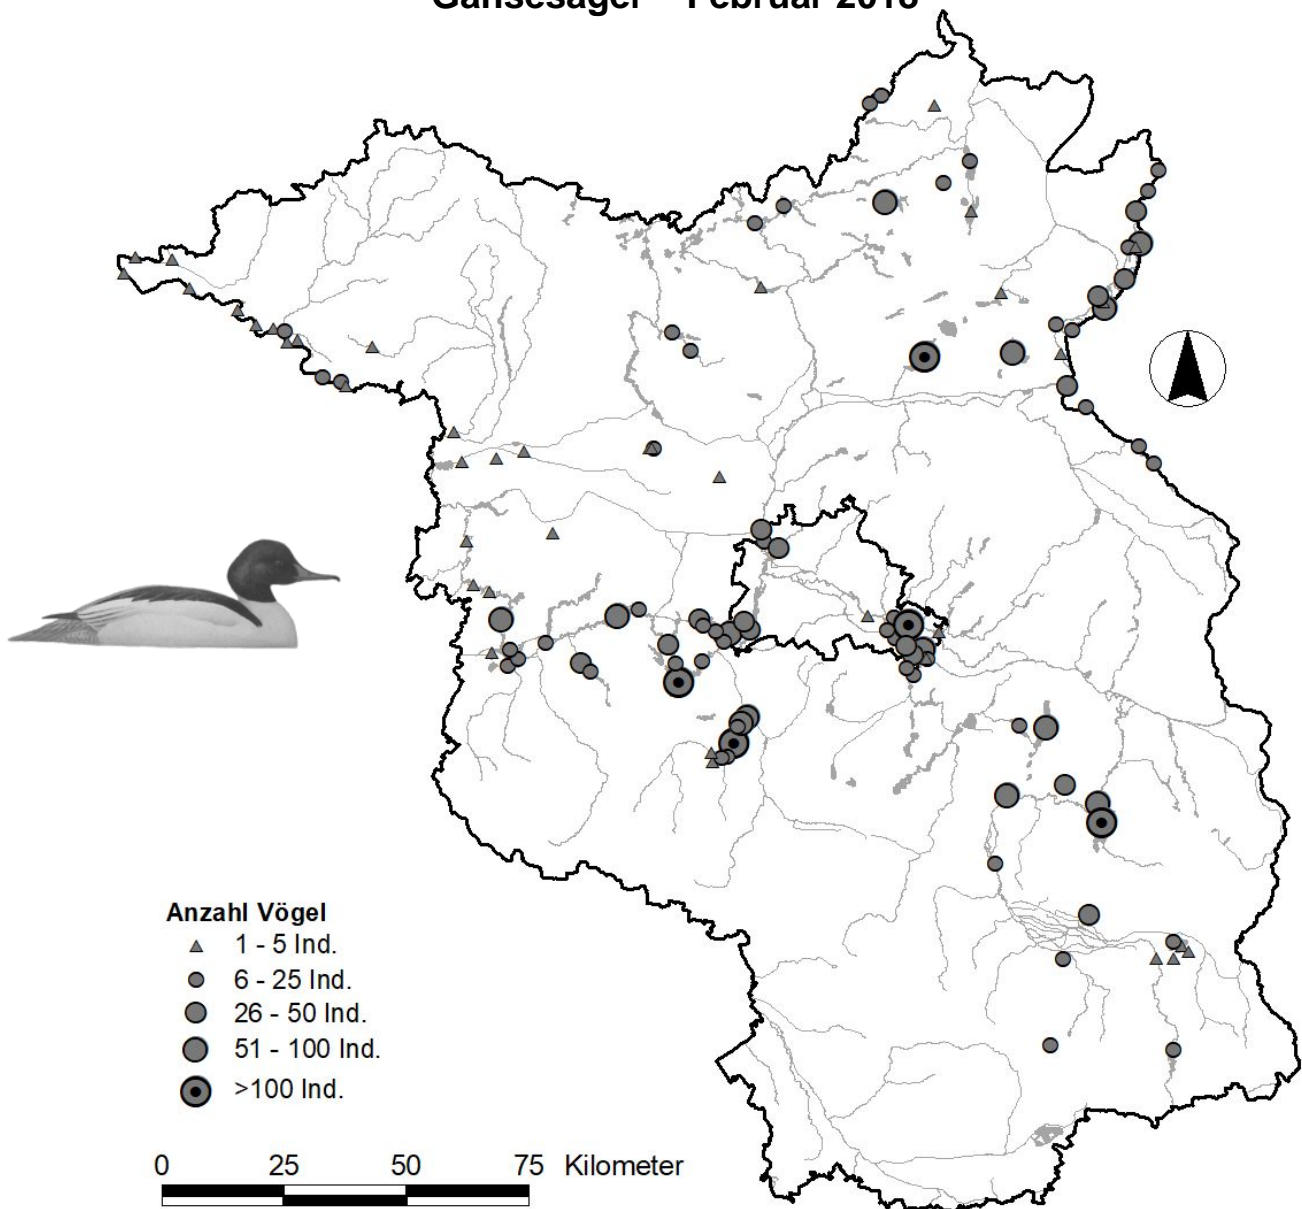 Gänsesäger - Februar 2018
Anzahl Vögel
1 - 5 Ind.
6 - 25 Ind.
26 - 50 Ind.
51 - 100 Ind.
>100 Ind.
0 25 50 75 Kilometer